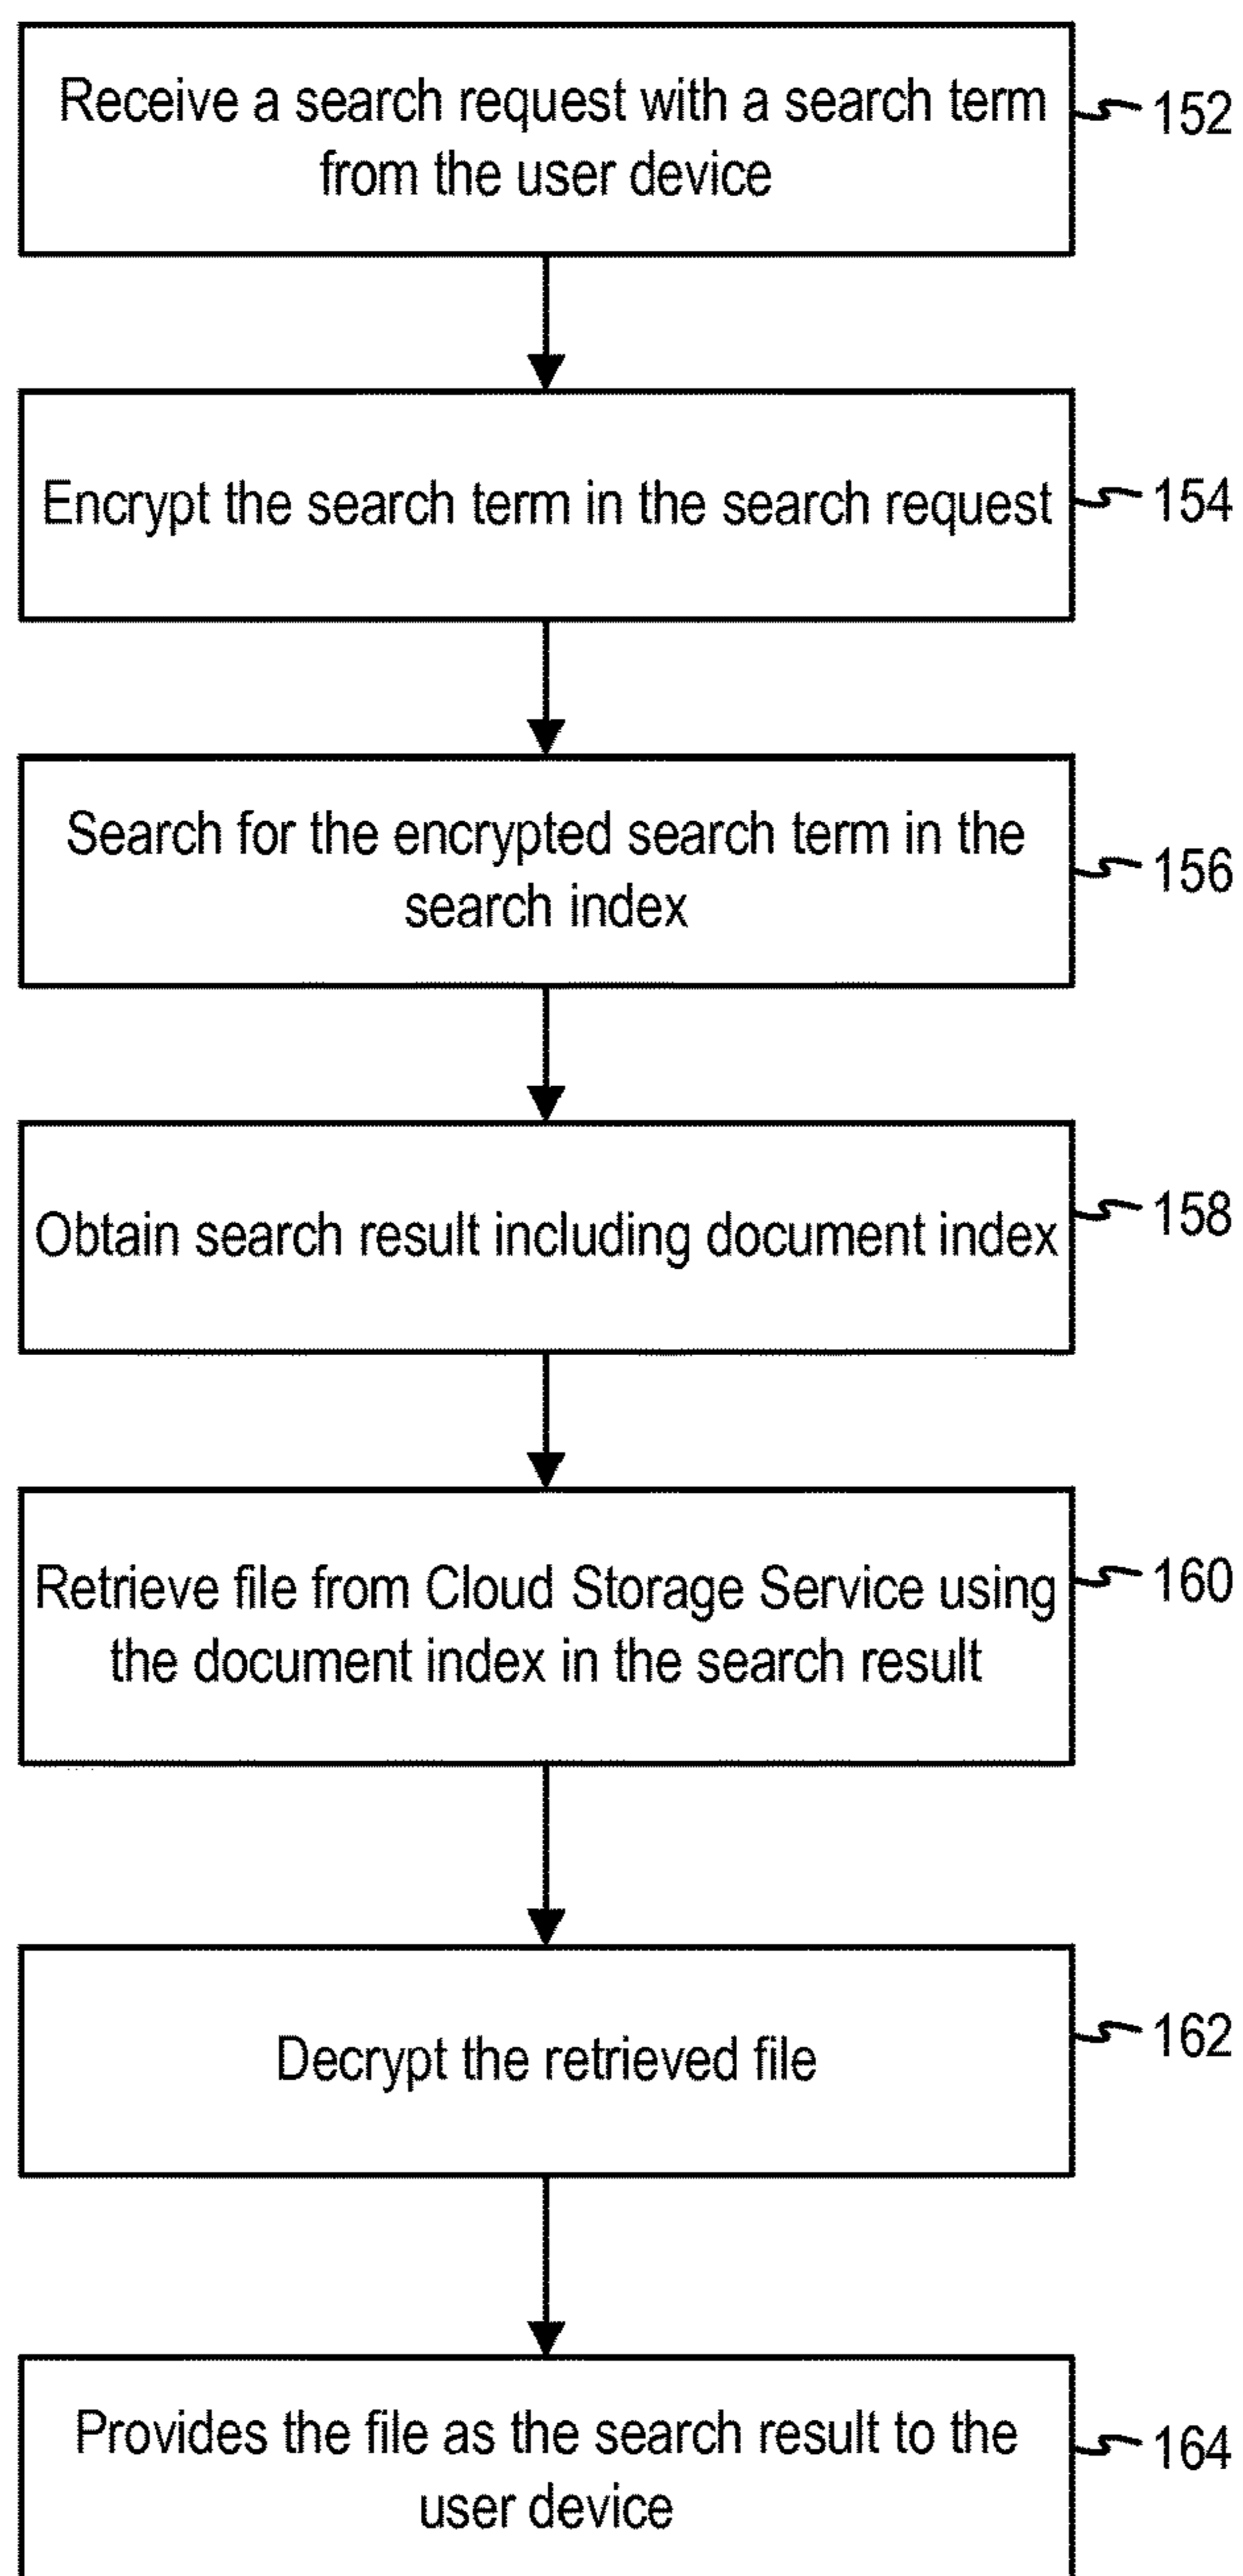 Receive a search request with a search term
from the user device
152
Encrypt the search term in the search request
154
Search for the encrypted search term in the
search index
156
Obtain search result including document index
158
Retrieve file from Cloud Storage Service using
the document index in the search result
160
Decrypt the retrieved file
162
Provides the file as the search result to the
user device
164